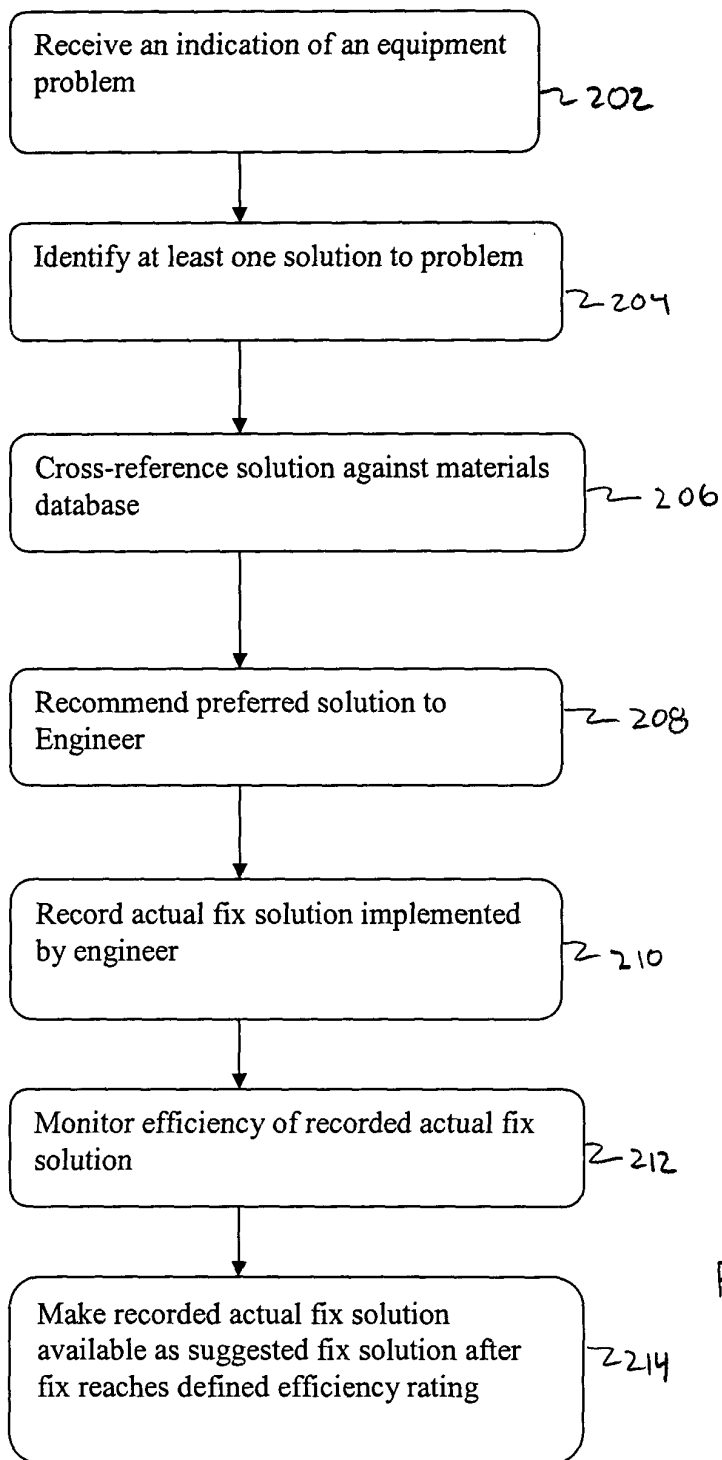 Receive an indication of an equipment
problem
202
Identify at least one solution to problem
204
Cross-reference solution against materials
database
206
Recommend preferred solution to
Engineer
208
Record actual fix solution implemented
by engineer
210
Monitor efficiency of recorded actual fix
solution
212
Make recorded actual fix solution
available as suggested fix solution after
fix reaches defined efficiency rating
214